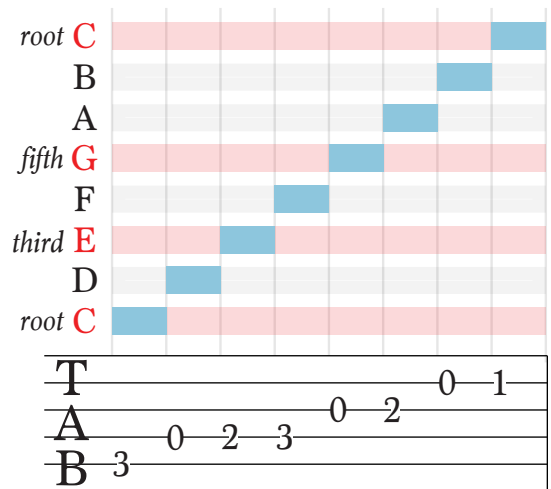 root C
B
A
fifth G
F
third E
D
root C
T 0 1
A 0 2
0 2 3
B 3